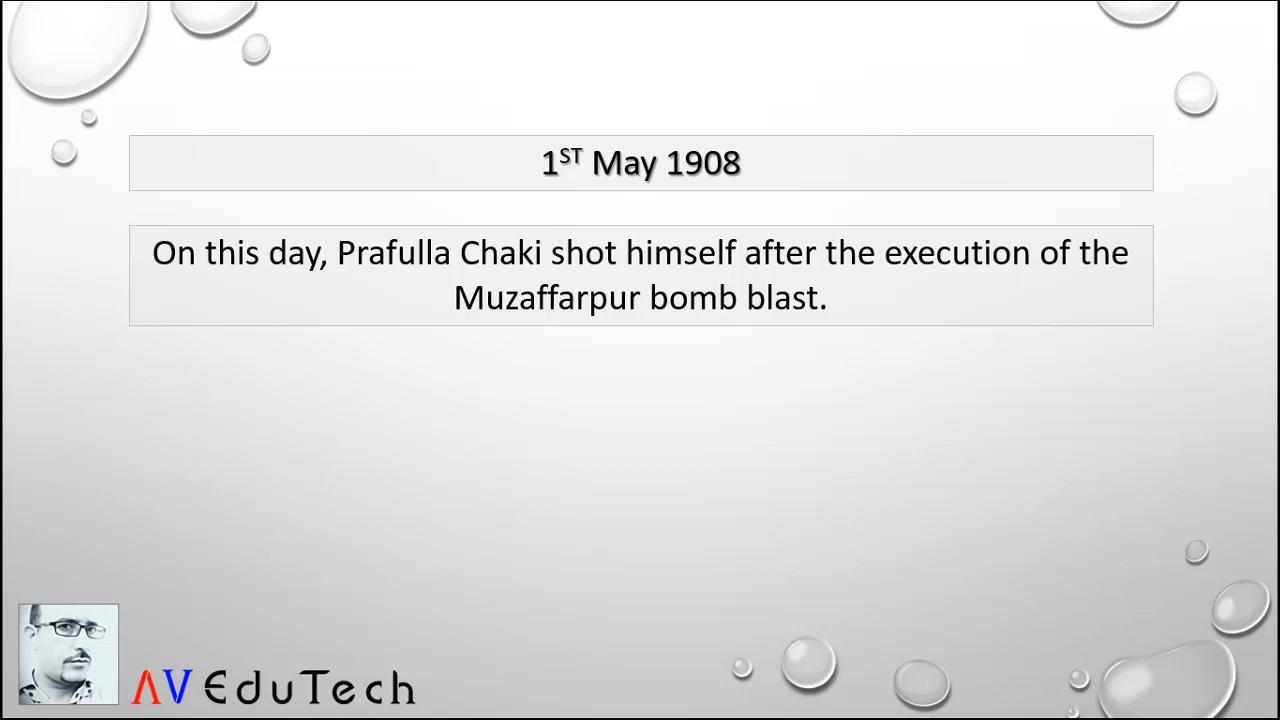 1ST May 1908
On this day, Prafulla Chaki shot himself after the execution of the
Muzaffarpur bomb blast.
AV EduTech